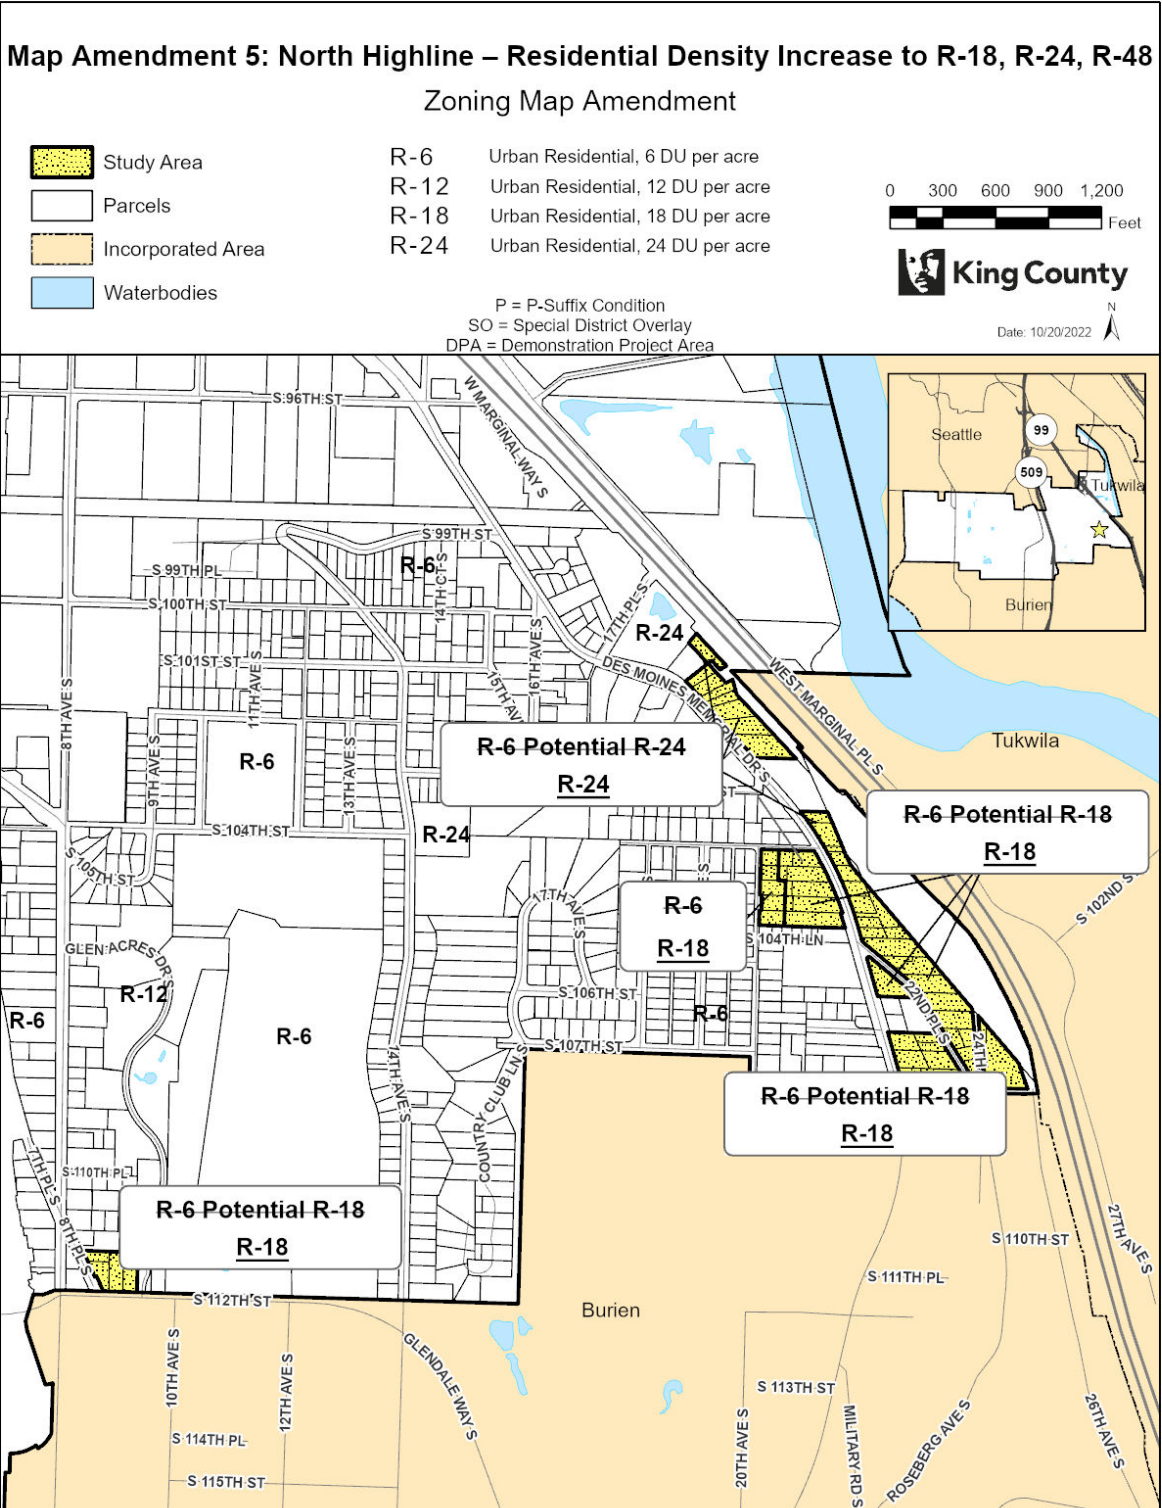 Map Amendment 5: North Highline – Residential Density Increase to R-18, R-24, R-48
Zoning Map Amendment
Study Area
Parcels
Incorporated Area
Waterbodies
R-6 Urban Residential, 6 DU per acre
R-12 Urban Residential, 12 DU per acre
R-18 Urban Residential, 18 DU per acre
R-24 Urban Residential, 24 DU per acre
P = P-Suffix Condition
SO = Special District Overlay
DPA = Demonstration Project Area
0 300 600 900 1,200
Feet
King County
N
Date: 10/20/2022
S 96TH ST
W MARGINAL WAY S
Seattle
99
509
Tukwila
Burien
S 99TH ST
R-6
S 99TH PL
14TH CT S
S 100TH ST
17TH PL S
R-24
16TH AVE S
S 101ST ST
11TH AVE S
15TH AV
DES MOINES MEMORIAL DR S
WEST MARGINAL PL S
8TH AVE S
9TH AVE S
13TH AVE S
R-6
Tukwila
R-6 Potential R-24
R-24
ST
R-6 Potential R-18
R-18
S 104TH ST
R-24
S 105TH ST
17TH AVE S
R-6
R-18
E S
S 102ND S
S 104TH LN
GLEN ACRES DR S
R-12
R-6
R-6
S 106TH ST
R-6
22ND PL S
24TH
S 107TH ST
14TH AVE S
COUNTRY CLUB LN S
R-6 Potential R-18
R-18
7TH PL S
S 110TH PL
8TH PL S
R-6 Potential R-18
R-18
S 112TH ST
Burien
S 110TH ST
27TH AVE S
S 111TH PL
10TH AVE S
12TH AVE S
GLENDALE WAY S
S 113TH ST
20TH AVE S
MILITARY RD S
ROSEBERG AVE S
26TH AVE S
S 114TH PL
S 115TH ST